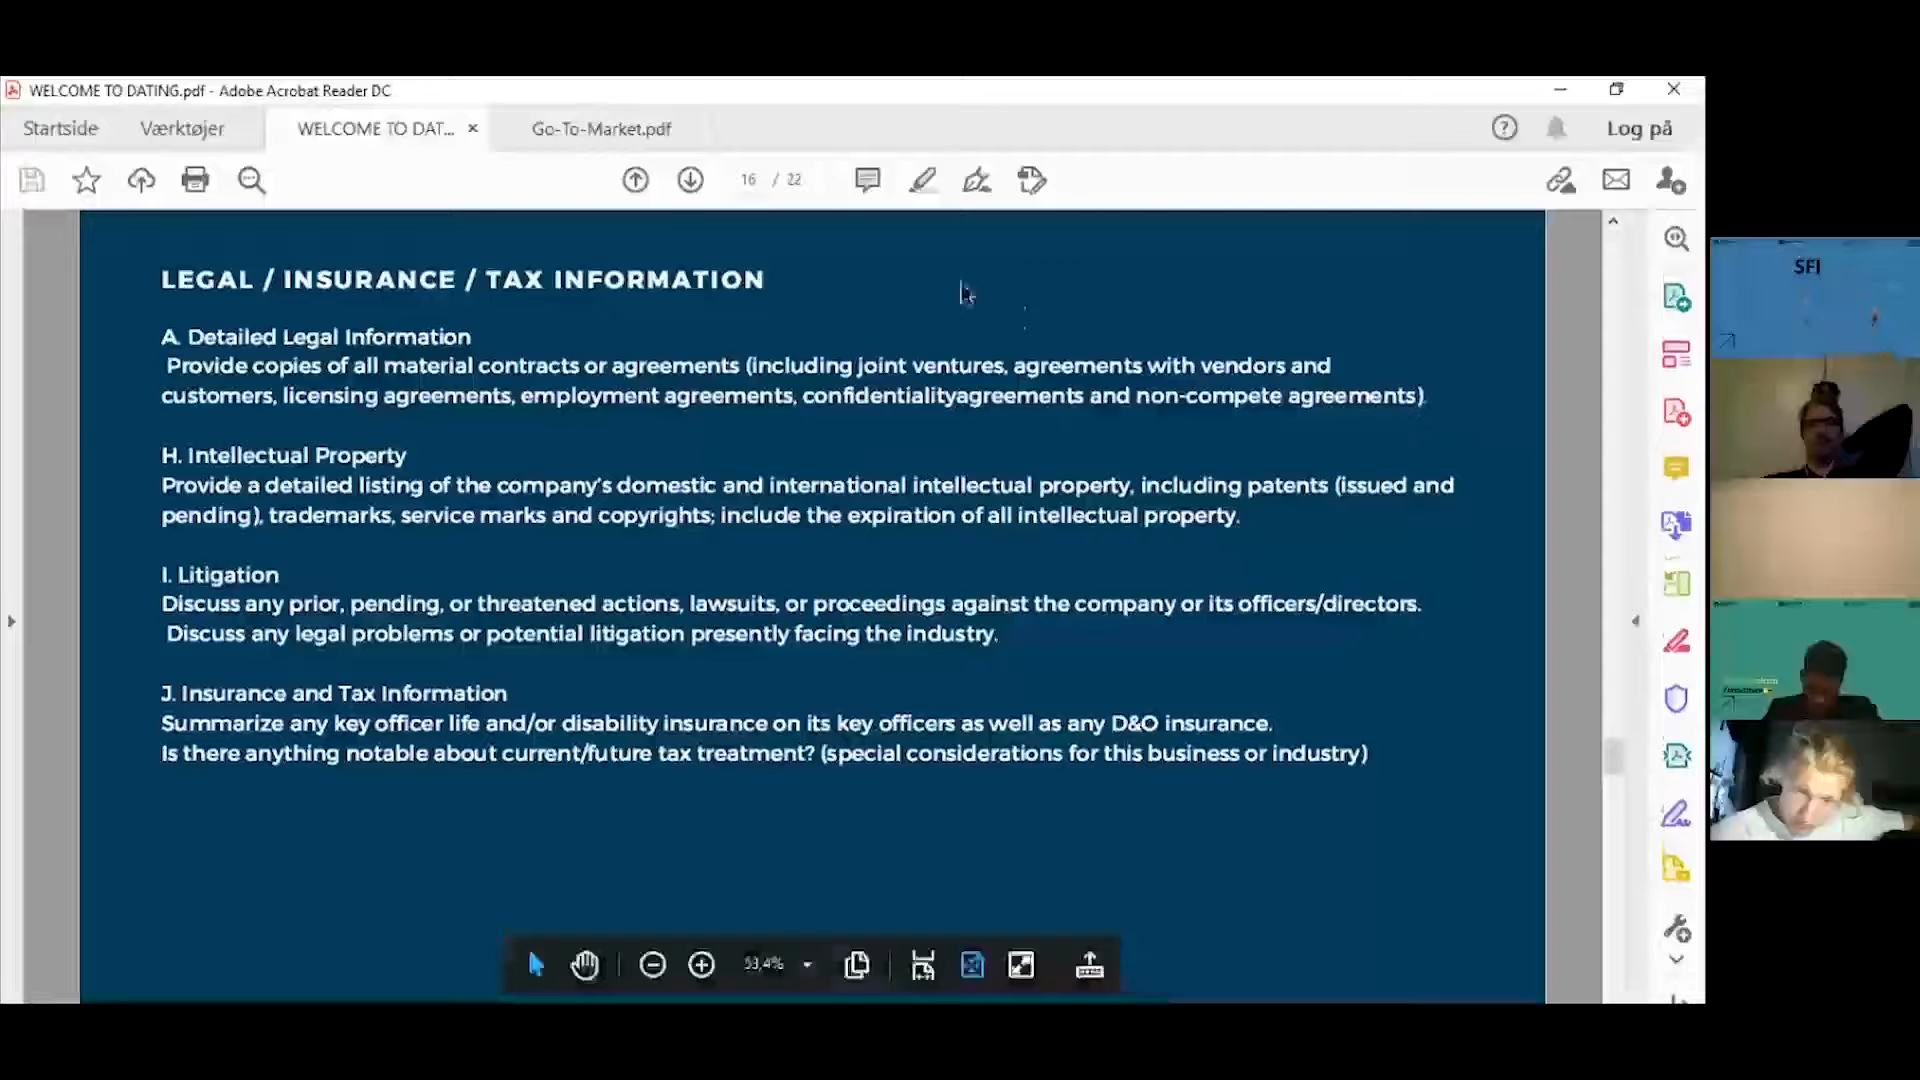 WELCOME TO DATING.pdf - Adobe Acrobat Reader DC
Startside Værktøjer WELCOME TO DAT... Go-To-Market.pdf Log på
16 / 22
LEGAL / INSURANCE / TAX INFORMATION
A. Detailed Legal Information
Provide copies of all material contracts or agreements (including joint ventures, agreements with vendors and
customers, licensing agreements, employment agreements, confidentialityagreements and non-compete agreements).
H. Intellectual Property
Provide a detailed listing of the company's domestic and international intellectual property, including patents (issued and
pending), trademarks, service marks and copyrights; include the expiration of all intellectual property.
I. Litigation
Discuss any prior, pending, or threatened actions, lawsuits, or proceedings against the company or its officers/directors.
Discuss any legal problems or potential litigation presently facing the industry.
J. Insurance and Tax Information
Summarize any key officer life and/or disability insurance on its key officers as well as any D&O insurance.
Is there anything notable about current/future tax treatment? (special considerations for this business or industry)
SFI